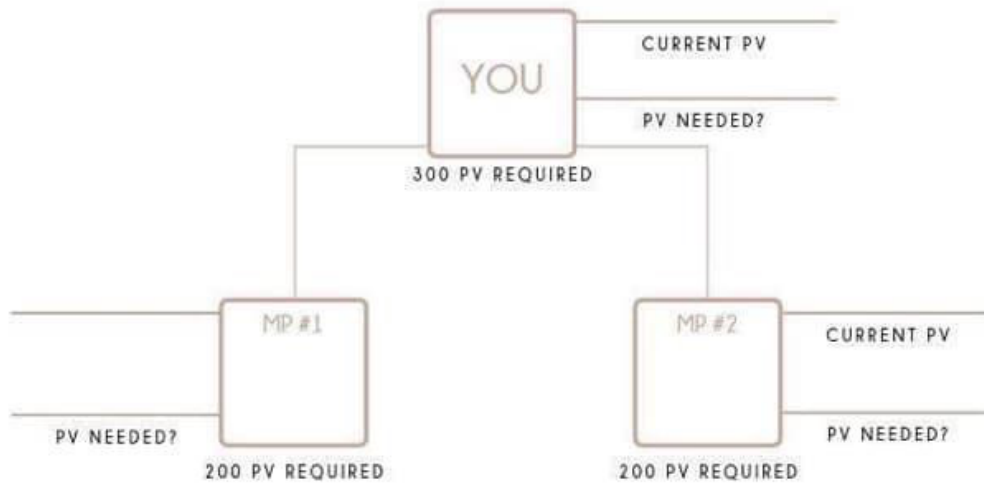 CURRENT PV
YOU
PV NEEDED?
300 PV REQUIRED
MP #1
MP #2
CURRENT PV
PV NEEDED?
PV NEEDED?
200 PV REQUIRED
200 PV REQUIRED